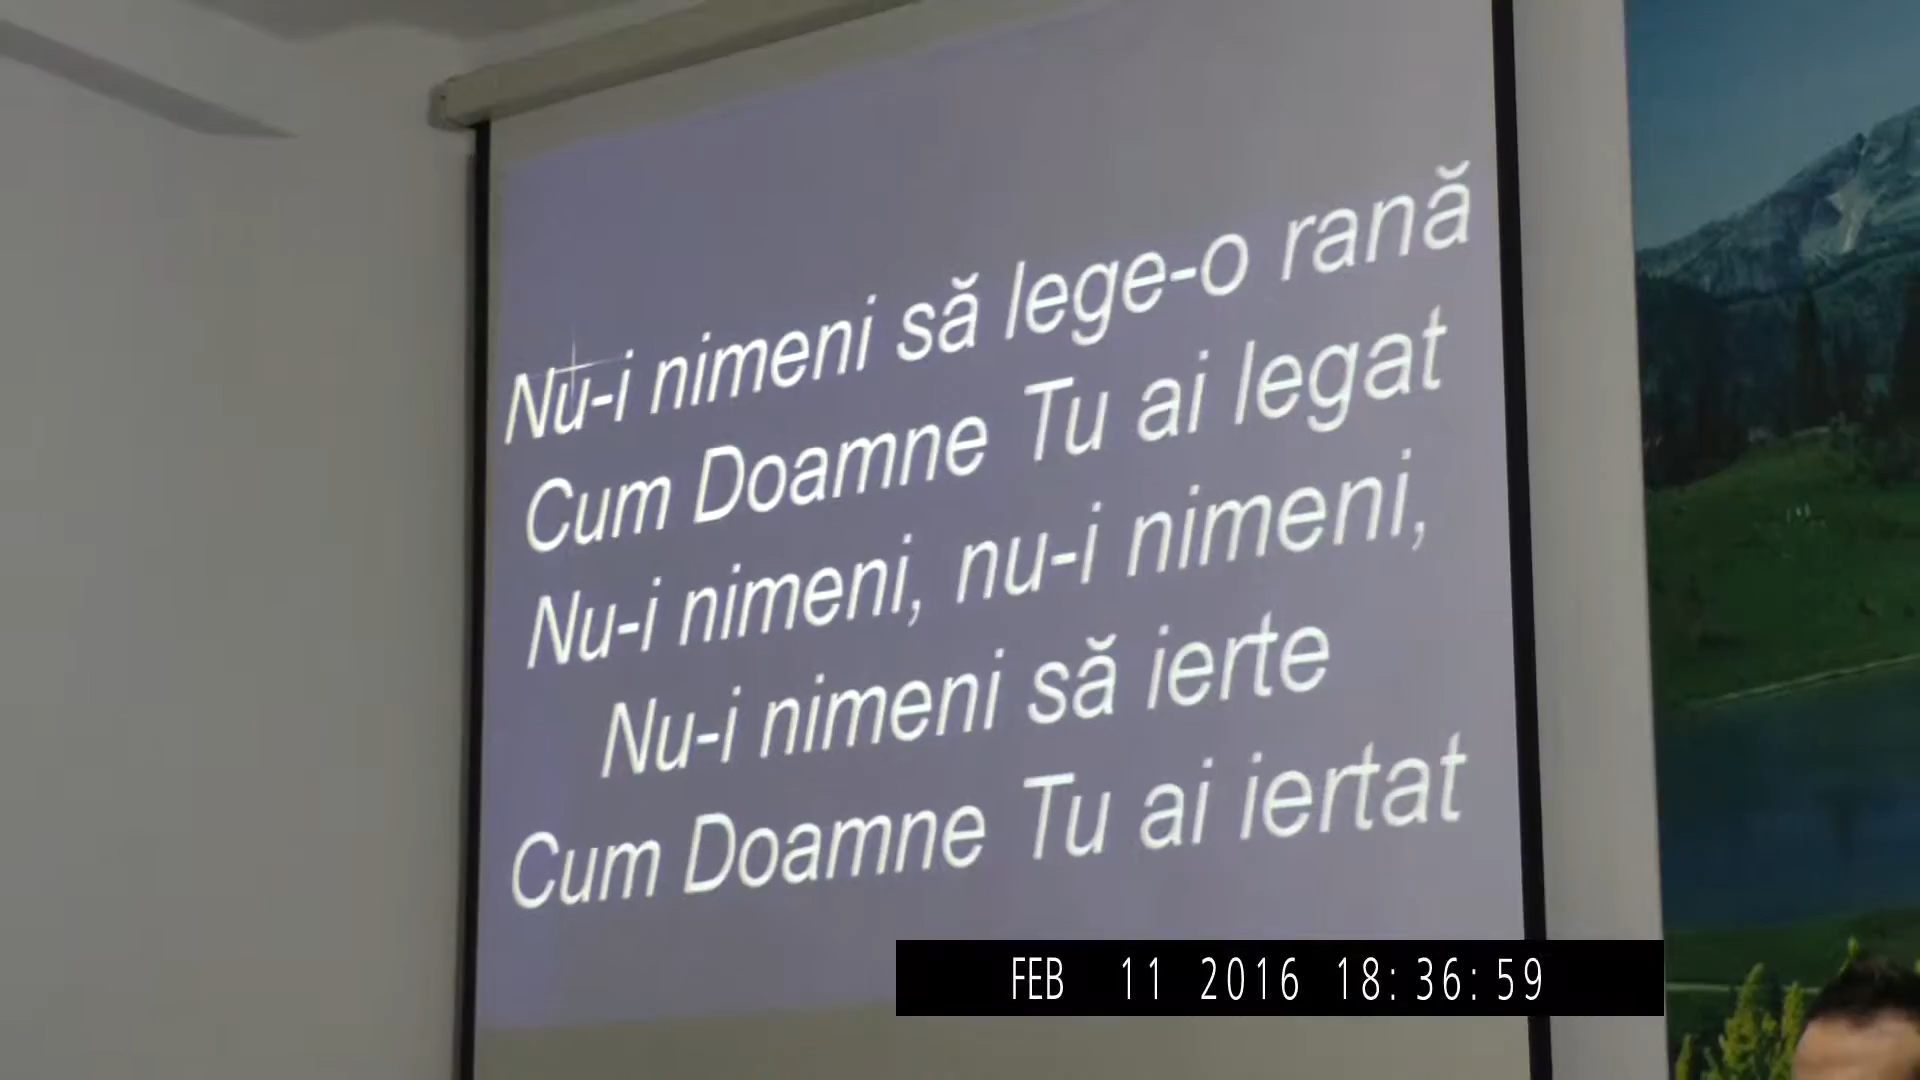 Nu-i nimeni să lege-o rană
Cum Doamne Tu ai legat
Nu-i nimeni, nu-i nimeni,
Nu-i nimeni să ierte
Cum Doamne Tu ai iertat
FEB 11 2016 18:36:59